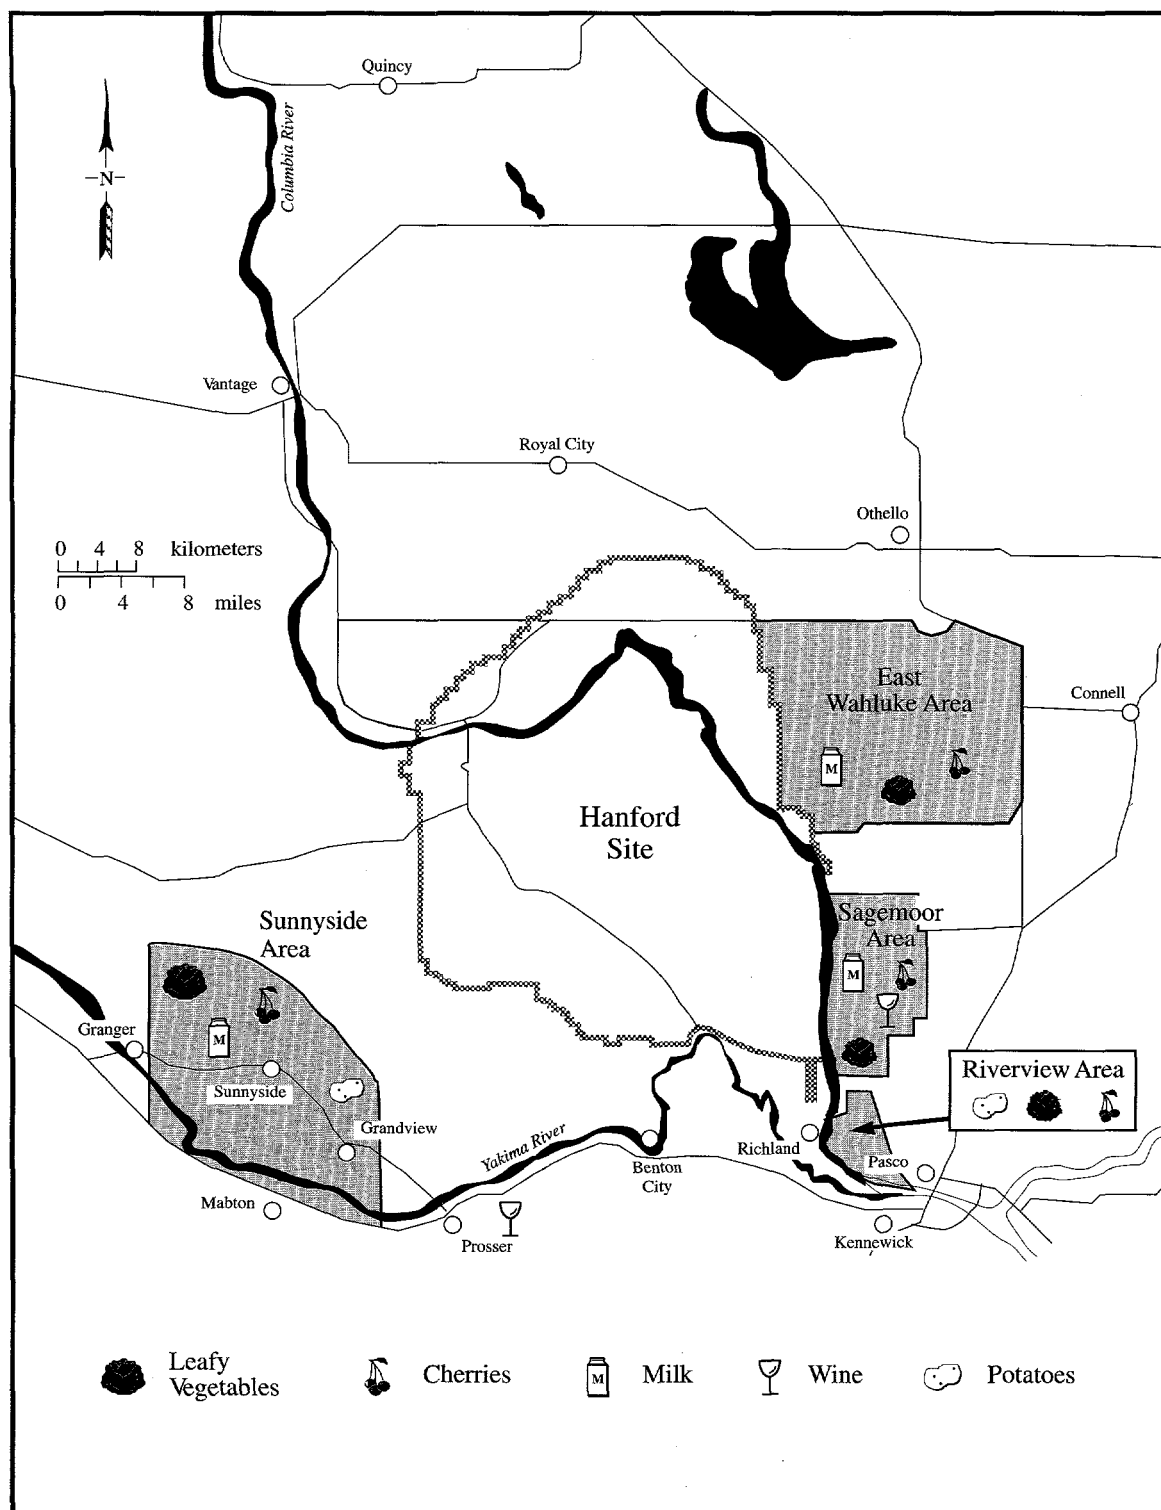 Quincy
Columbia River
N
Vantage
Royal City
Othello
0 4 8 kilometers
0 4 8 miles
East
Wahluke Area
Connell
M
Hanford
Site
Sunnyside
Area
Sagemoor
Area
M
Granger
M
Sunnyside
Riverview Area
Grandview
Yakima River
Richland
Benton
City
Pasco
Mabton
Prosser
Kennewick
Leafy
Vegetables
Cherries
M
Milk
Wine
Potatoes